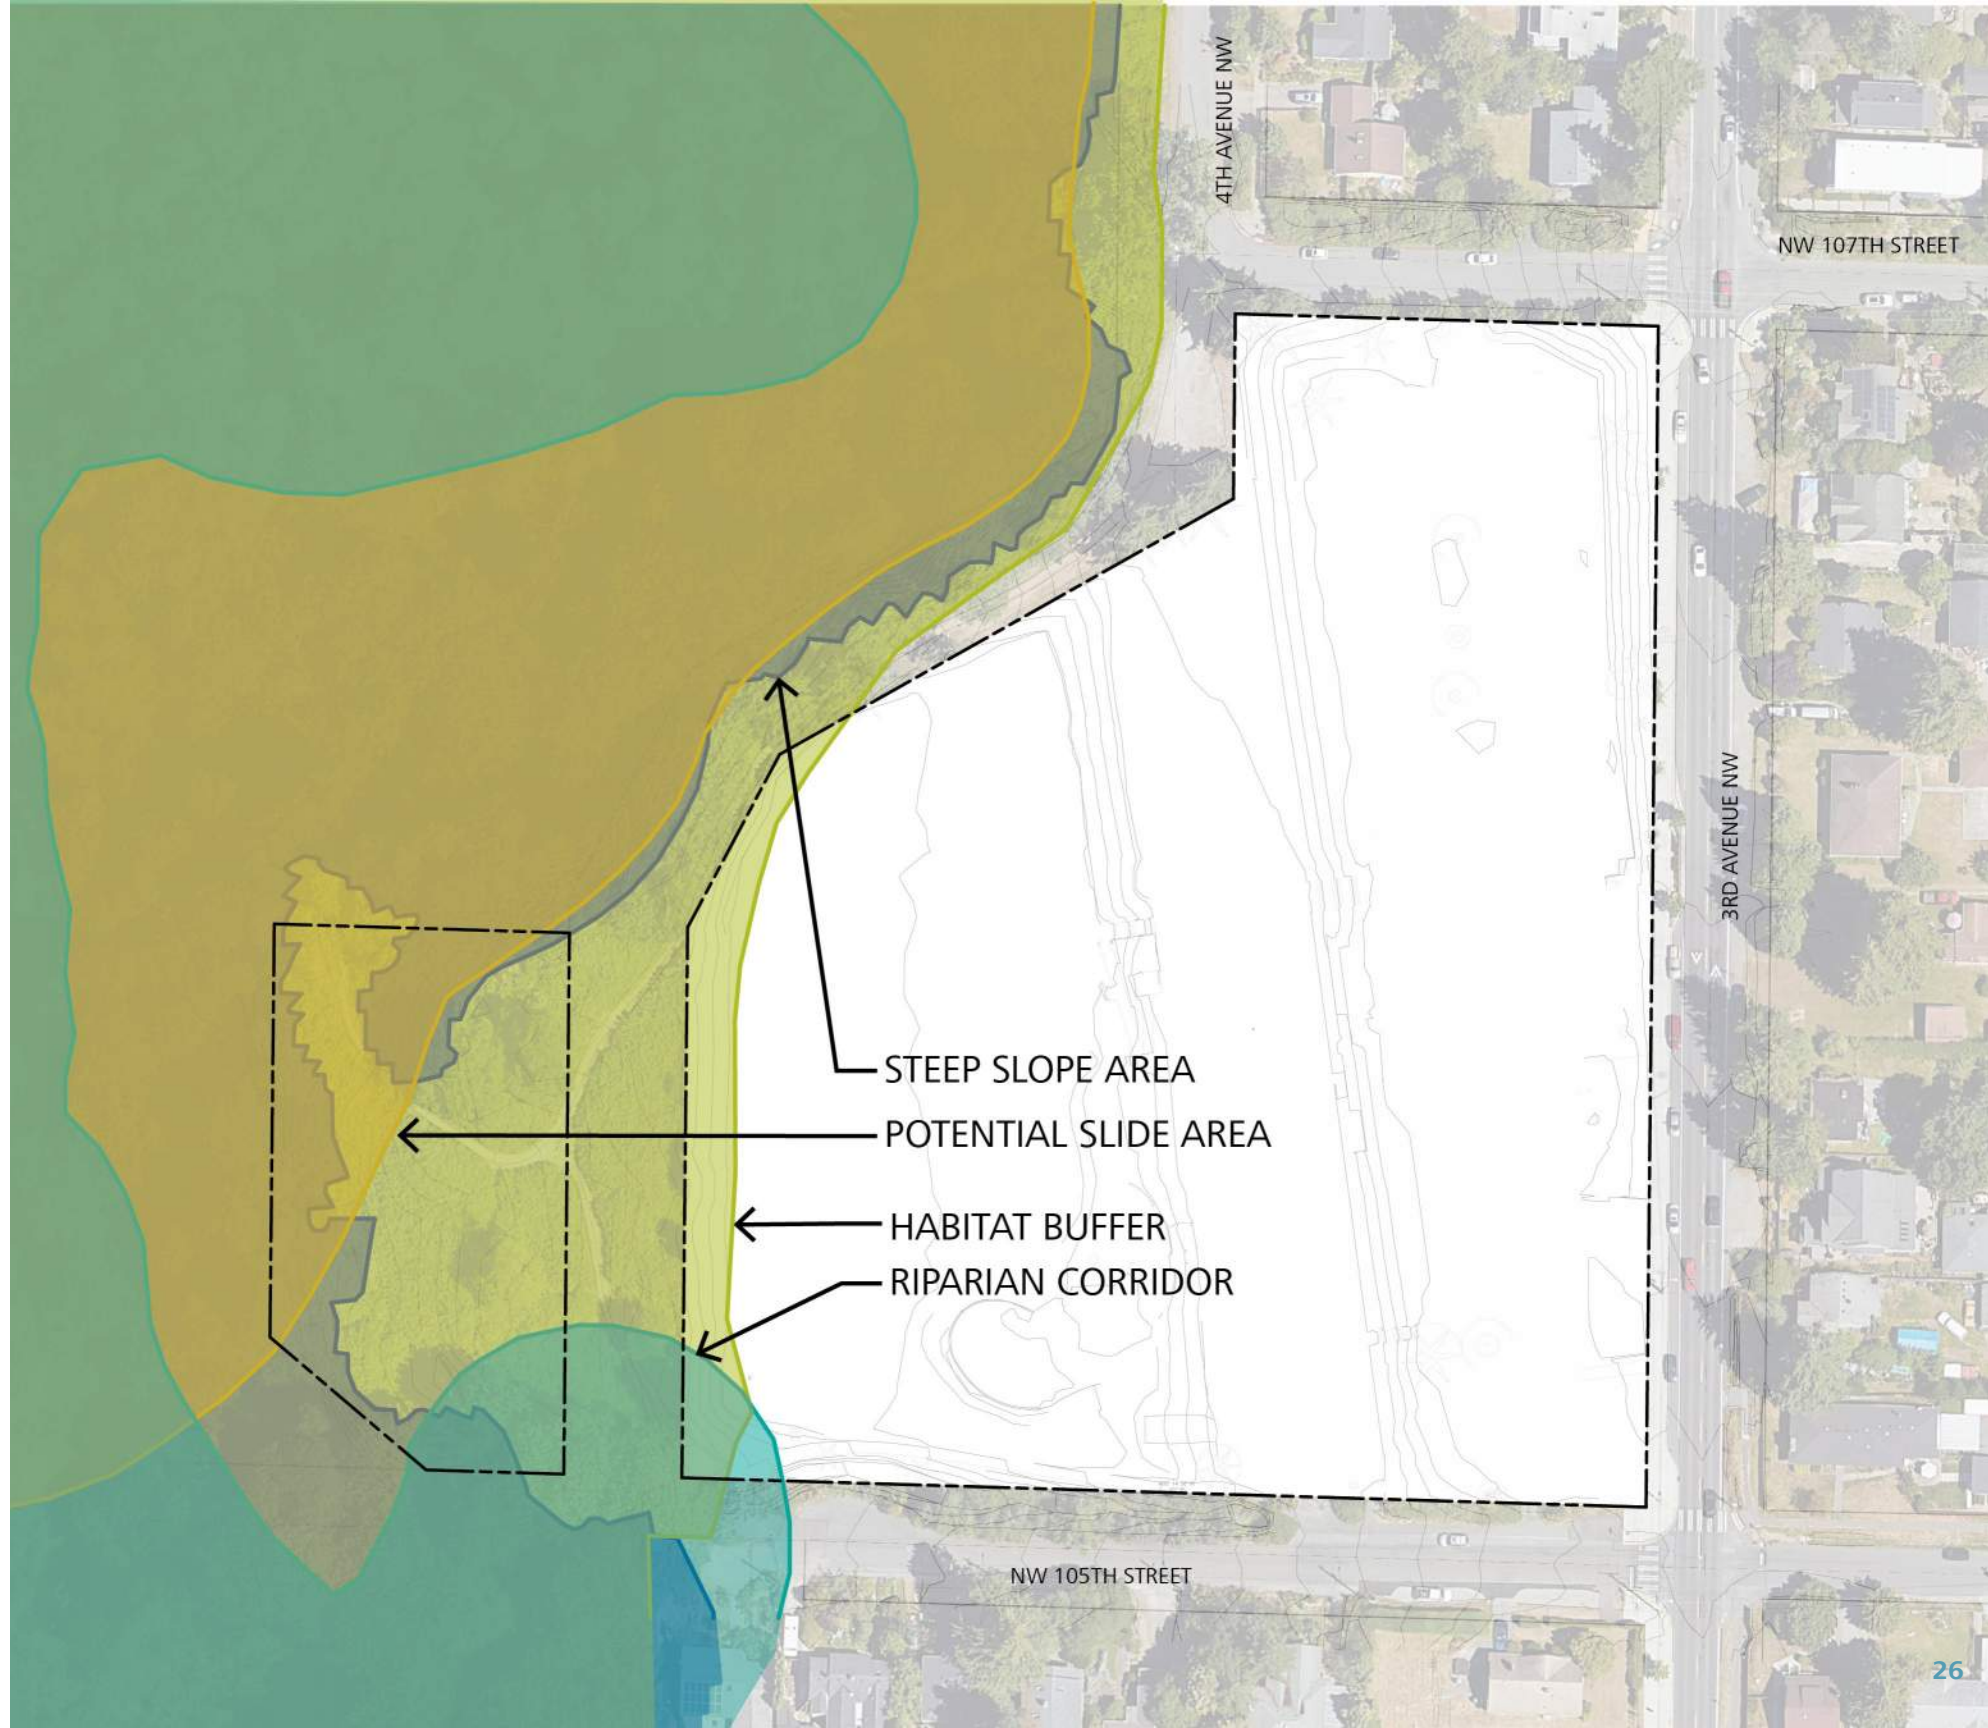 4TH AVENUE NW
NW 107TH STREET
3RD AVENUE NW
STEEP SLOPE AREA
POTENTIAL SLIDE AREA
HABITAT BUFFER
RIPARIAN CORRIDOR
NW 105TH STREET
26